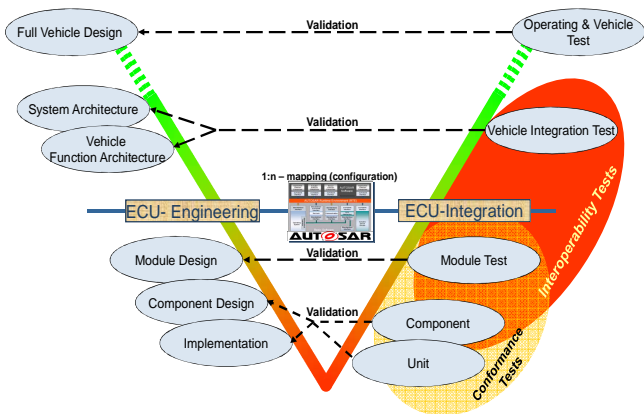 Full Vehicle Design
Validation
Operating & Vehicle
Test
System Architecture
Vehicle
Function Architecture
Validation
Vehicle Integration Test
1:n – mapping (configuration)
ECU- Engineering
AUTOSAR
ECU-Integration
Interoperability Tests
Module Design
Validation
Module Test
Component Design
Validation
Component
Implementation
Unit
Conformance
Tests